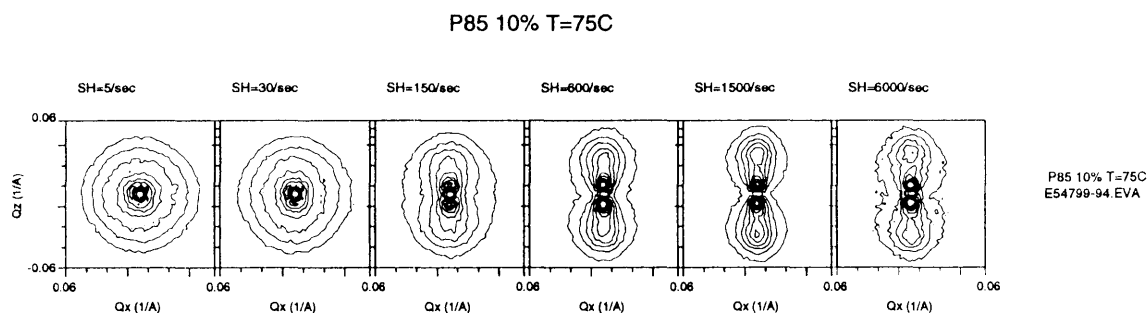 P85 10% T=75C
SH=5/sec SH=30/sec SH=150/sec SH=600/sec SH=1500/sec SH=6000/sec
0.06
Qz (1/A)
P85 10% T=75C
E54799-94.EVA
-0.06
0.06 0.06 0.06 0.06 0.06 0.06 0.06
Qx (1/A) Qx (1/A) Qx (1/A) Qx (1/A) Qx (1/A) Qx (1/A)